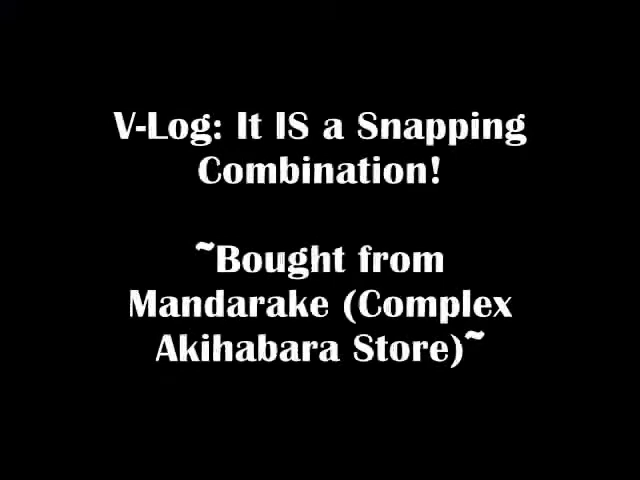 V-Log: It IS a Snapping
Combination!
~Bought from
Mandarake (Complex
Akihabara Store)~